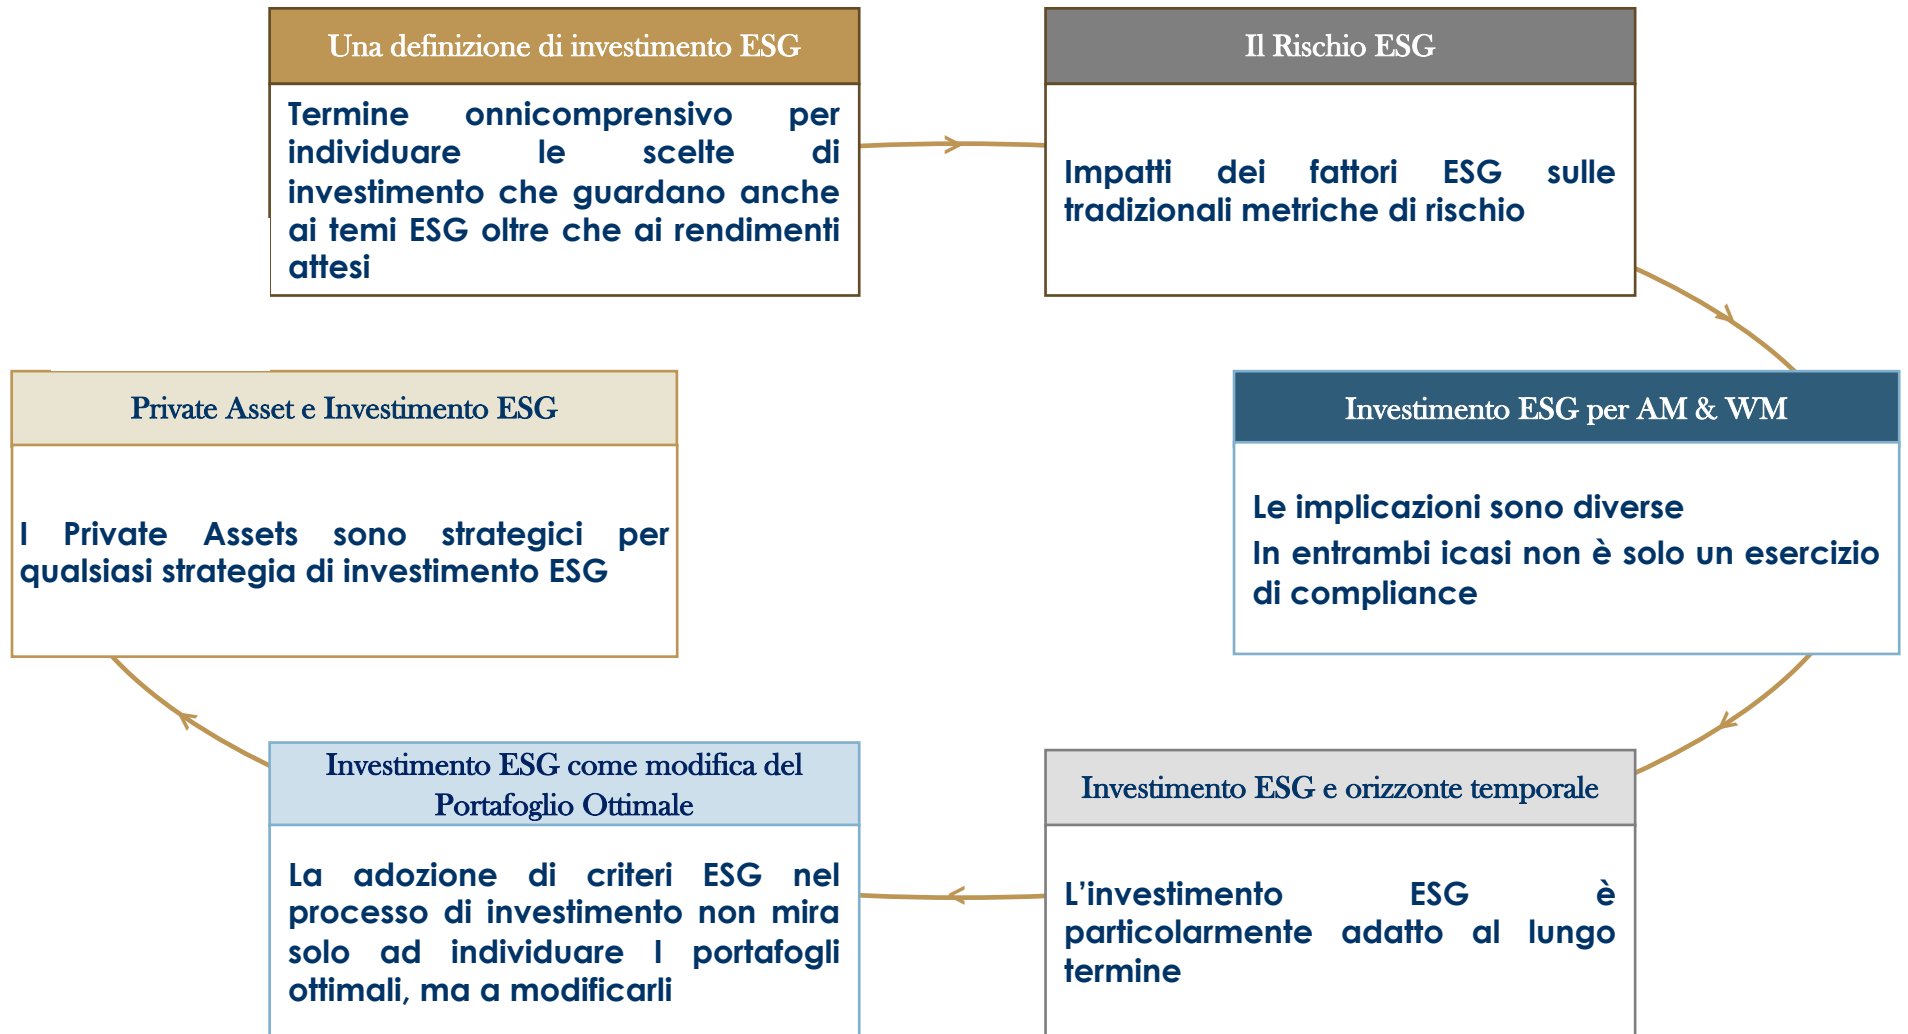 Una definizione di investimento ESG
Termine onnicomprensivo per
individuare le scelte di
investimento che guardano anche
ai temi ESG oltre che ai rendimenti
attesi
Il Rischio ESG
Impatti dei fattori ESG sulle
tradizionali metriche di rischio
Investimento ESG per AM & WM
Le implicazioni sono diverse
In entrambi icasi non è solo un esercizio
di compliance
Investimento ESG e orizzonte temporale
L’investimento ESG è
particolarmente adatto al lungo
termine
Investimento ESG come modifica del
Portafoglio Ottimale
La adozione di criteri ESG nel
processo di investimento non mira
solo ad individuare I portafogli
ottimali, ma a modificarli
Private Asset e Investimento ESG
I Private Assets sono strategici per
qualsiasi strategia di investimento ESG